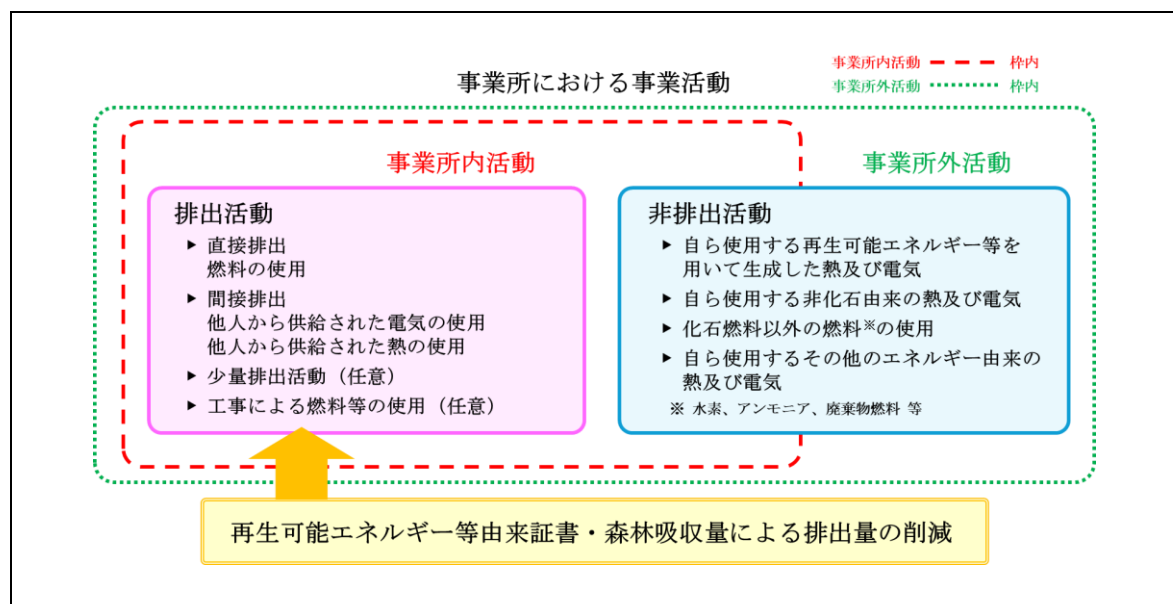 事業所における事業活動
事業所内活動 枠内
事業所外活動 枠内
事業所内活動
事業所外活動
排出活動
▶ 直接排出
燃料の使用
▶ 間接排出
他人から供給された電気の使用
他人から供給された熱の使用
▶ 少量排出活動（任意）
▶ 工事による燃料等の使用（任意）
非排出活動
▶ 自ら使用する再生可能エネルギー等を
用いて生成した熱及び電気
▶ 自ら使用する非化石由来の熱及び電気
▶ 化石燃料以外の燃料※の使用
▶ 自ら使用するその他のエネルギー由来の
熱及び電気
※ 水素、アンモニア、廃棄物燃料 等
再生可能エネルギー等由来証書・森林吸収量による排出量の削減